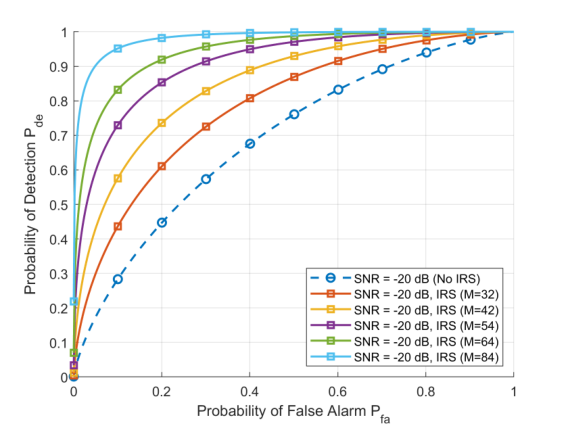 1
0.9
0.8
0.7
0.6
0.5
0.4
0.3
0.2
0.1
0
Probability of Detection P_de
SNR = -20 dB (No IRS)
SNR = -20 dB, IRS (M=32)
SNR = -20 dB, IRS (M=42)
SNR = -20 dB, IRS (M=54)
SNR = -20 dB, IRS (M=64)
SNR = -20 dB, IRS (M=84)
0 0.2 0.4 0.6 0.8 1
Probability of False Alarm P_fa